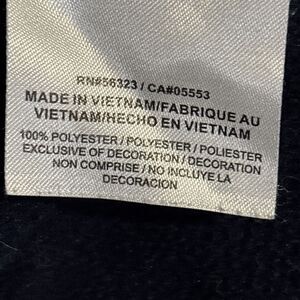 RN#56323 / CA#05553
MADE IN VIETNAM/FABRIQUE AU
VIETNAM/HECHO EN VIETNAM
100% POLYESTER / POLYESTER / POLIESTER
EXCLUSIVE OF DECORATION / DECORATION
NON COMPRISE / NO INCLUYE LA
DECORACION